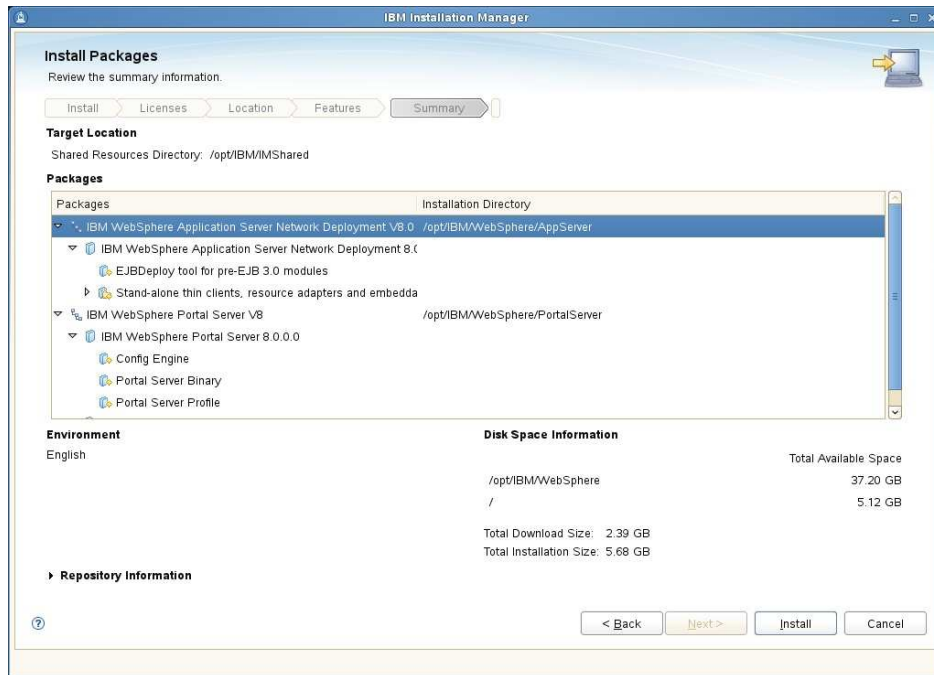 IBM Installation Manager
Install Packages
Review the summary information.
Install Licenses Location Features Summary
Target Location
Shared Resources Directory: /opt/IBM/IMShared
Packages
Packages Installation Directory
IBM WebSphere Application Server Network Deployment V8.0 /opt/IBM/WebSphere/AppServer
IBM WebSphere Application Server Network Deployment 8.(
EJBDeploy tool for pre-EJB 3.0 modules
Stand-alone thin clients, resource adapters and embedda
IBM WebSphere Portal Server V8 /opt/IBM/WebSphere/PortalServer
IBM WebSphere Portal Server 8.0.0.0
Config Engine
Portal Server Binary
Portal Server Profile
Environment Disk Space Information
English Total Available Space
/opt/IBM/WebSphere 37.20 GB
/ 5.12 GB
Total Download Size: 2.39 GB
Total Installation Size: 5.68 GB
Repository Information
? < Back Next > Install Cancel